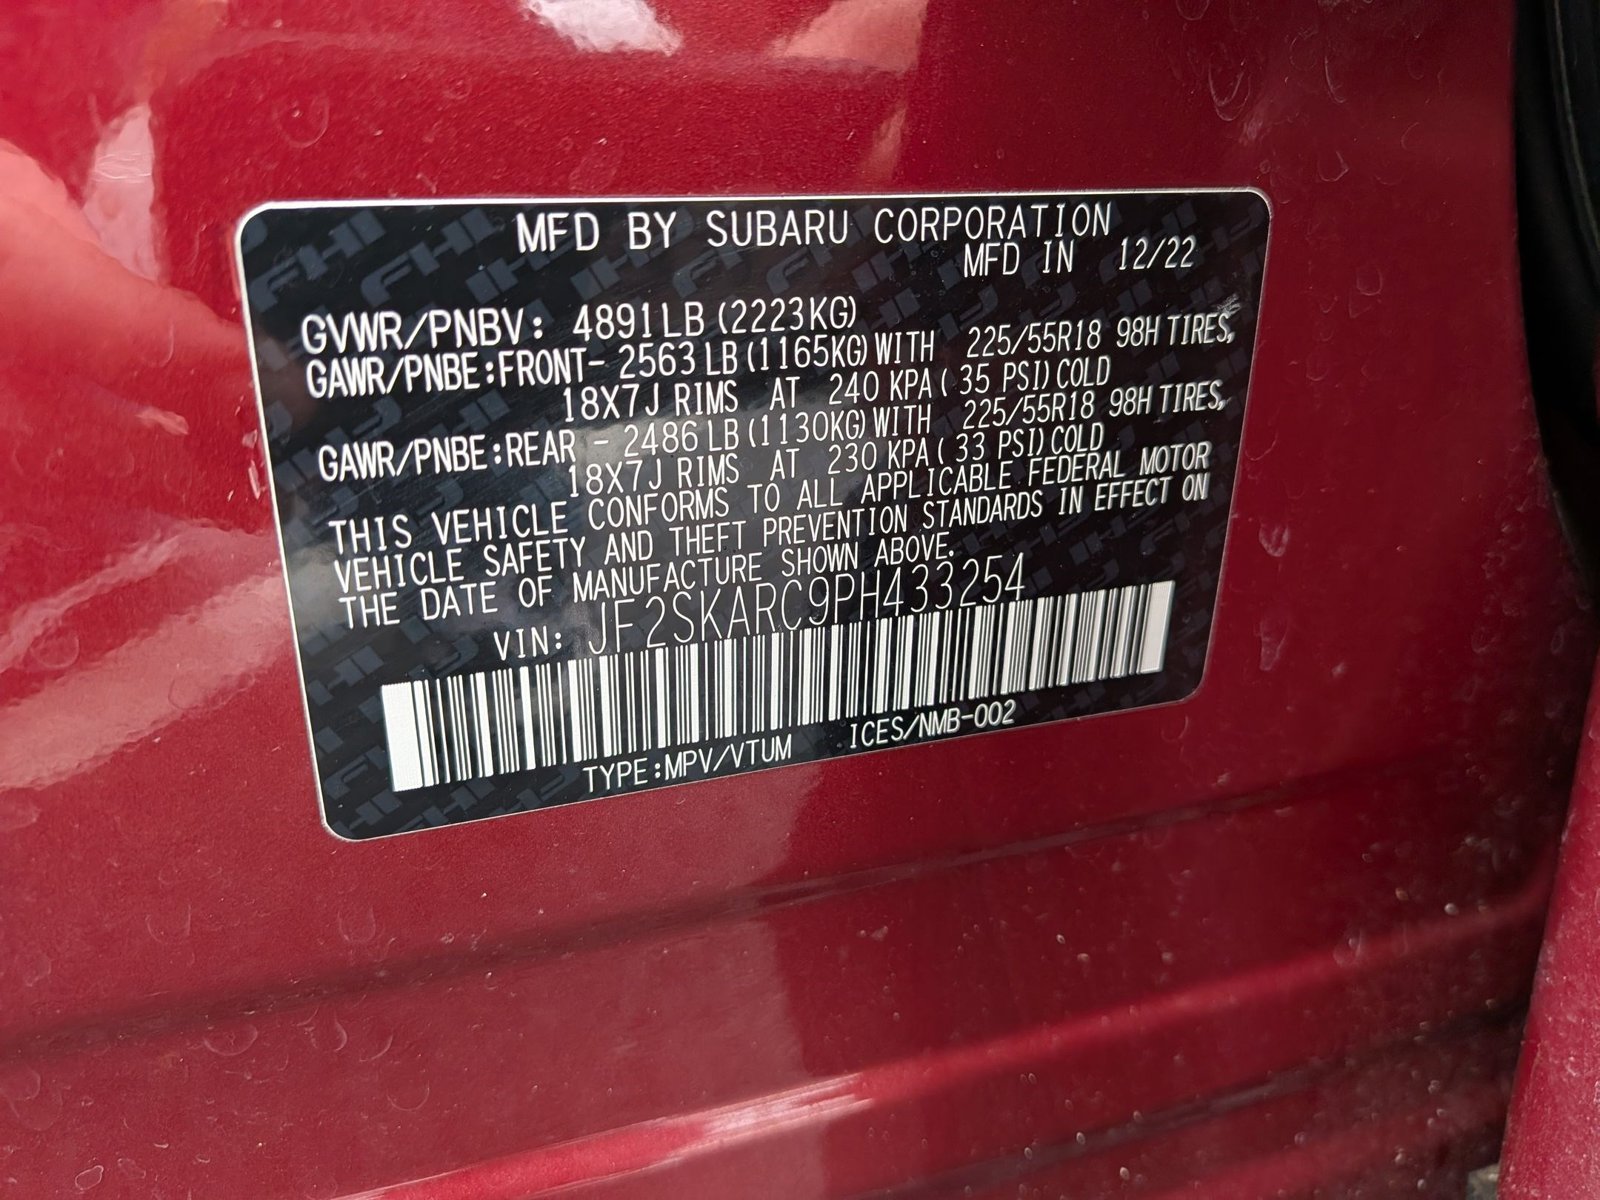 MFD BY SUBARU CORPORATION
MFD IN 12/22
GVWR/PNBV: 4891LB (2223KG)
GAWR/PNBE:FRONT- 2563 LB (1165KG) WITH 225/55R18 98H TIRES,
18X7J RIMS AT 240 KPA ( 35 PSI) COLD
GAWR/PNBE:REAR - 2486 LB (1130KG) WITH 225/55R18 98H TIRES,
18X7J RIMS AT 230 KPA ( 33 PSI) COLD
THIS VEHICLE CONFORMS TO ALL APPLICABLE FEDERAL MOTOR
VEHICLE SAFETY AND THEFT PREVENTION STANDARDS IN EFFECT ON
THE DATE OF MANUFACTURE SHOWN ABOVE.
VIN: JF2SKARC9PH433254
TYPE:MPV/VTUM ICES/NMB-002